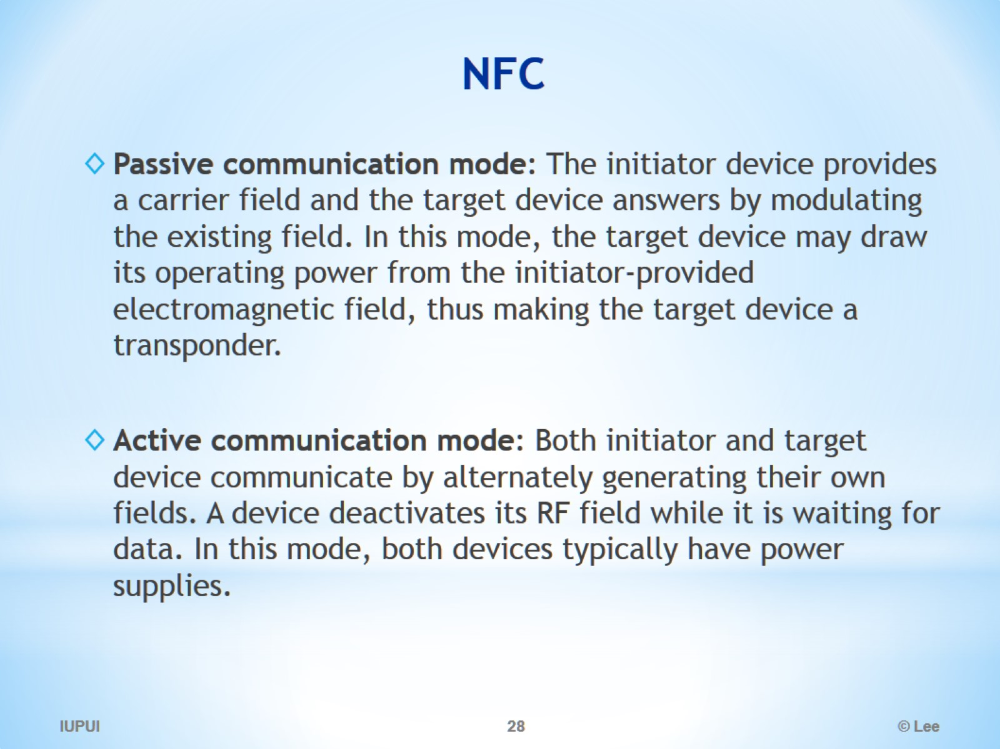 NFC
◇ Passive communication mode: The initiator device provides
a carrier field and the target device answers by modulating
the existing field. In this mode, the target device may draw
its operating power from the initiator-provided
electromagnetic field, thus making the target device a
transponder.
◇ Active communication mode: Both initiator and target
device communicate by alternately generating their own
fields. A device deactivates its RF field while it is waiting for
data. In this mode, both devices typically have power
supplies.
IUPUI 28 © Lee